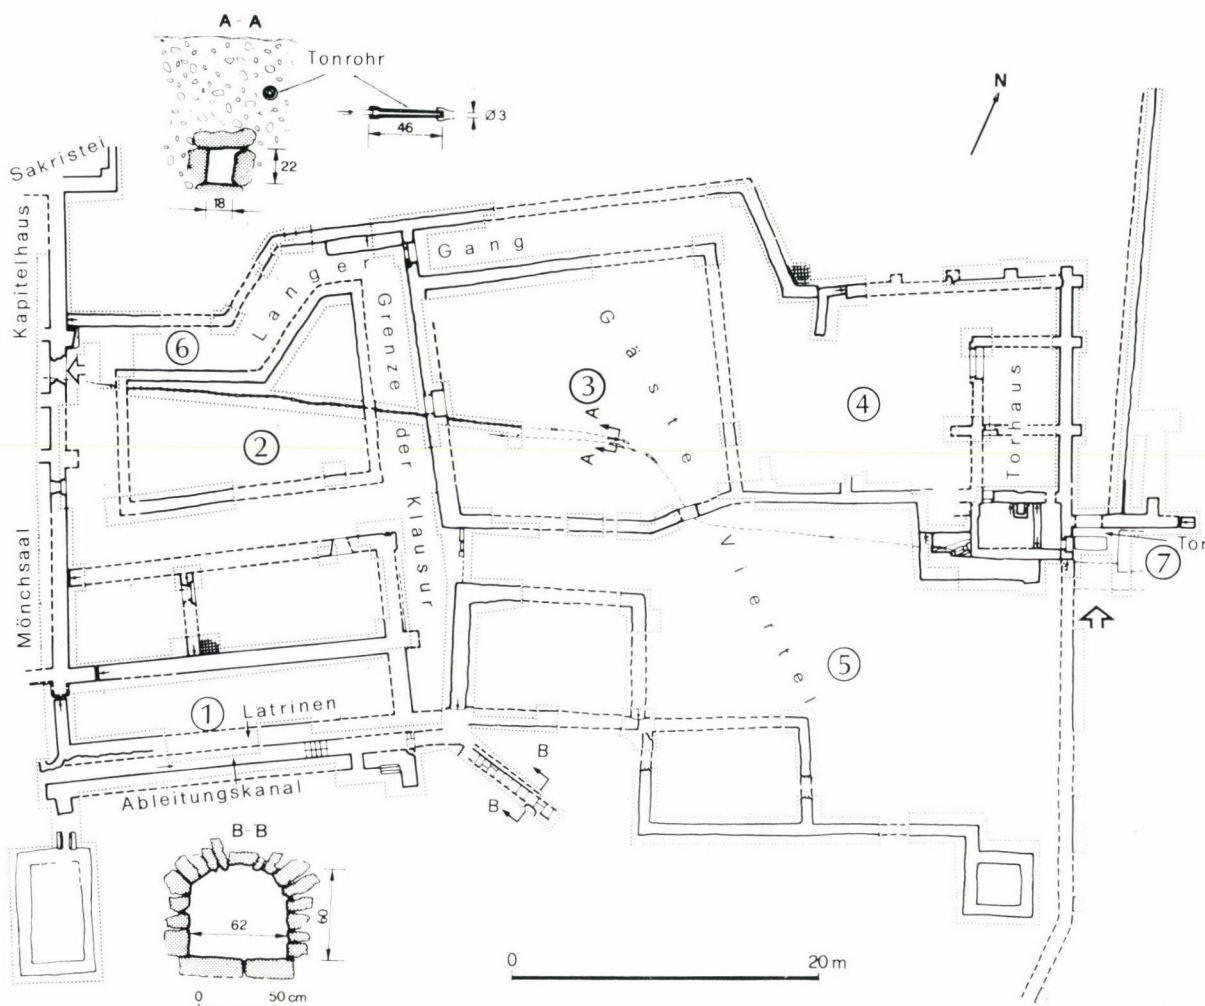 A - A
Tonrohr
46
Ø3
22
18
N
Sakristei
Kapitelhaus
Mönchsaal
Langer Gang
Grenze der Klausur
Gäste
Viertel
Torhaus
Tor
1
2
3
4
5
6
7
A
A
Latrinen
Ableitungskanal
B
B
B-B
62
60
0 50 cm
0 20 m